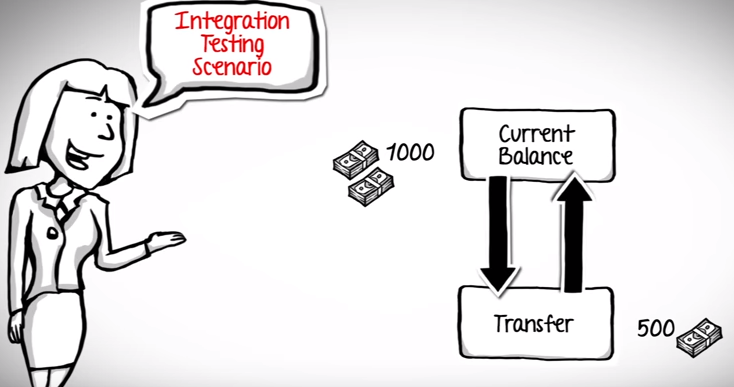 Integration
Testing
Scenario
1000
Current
Balance
Transfer
500